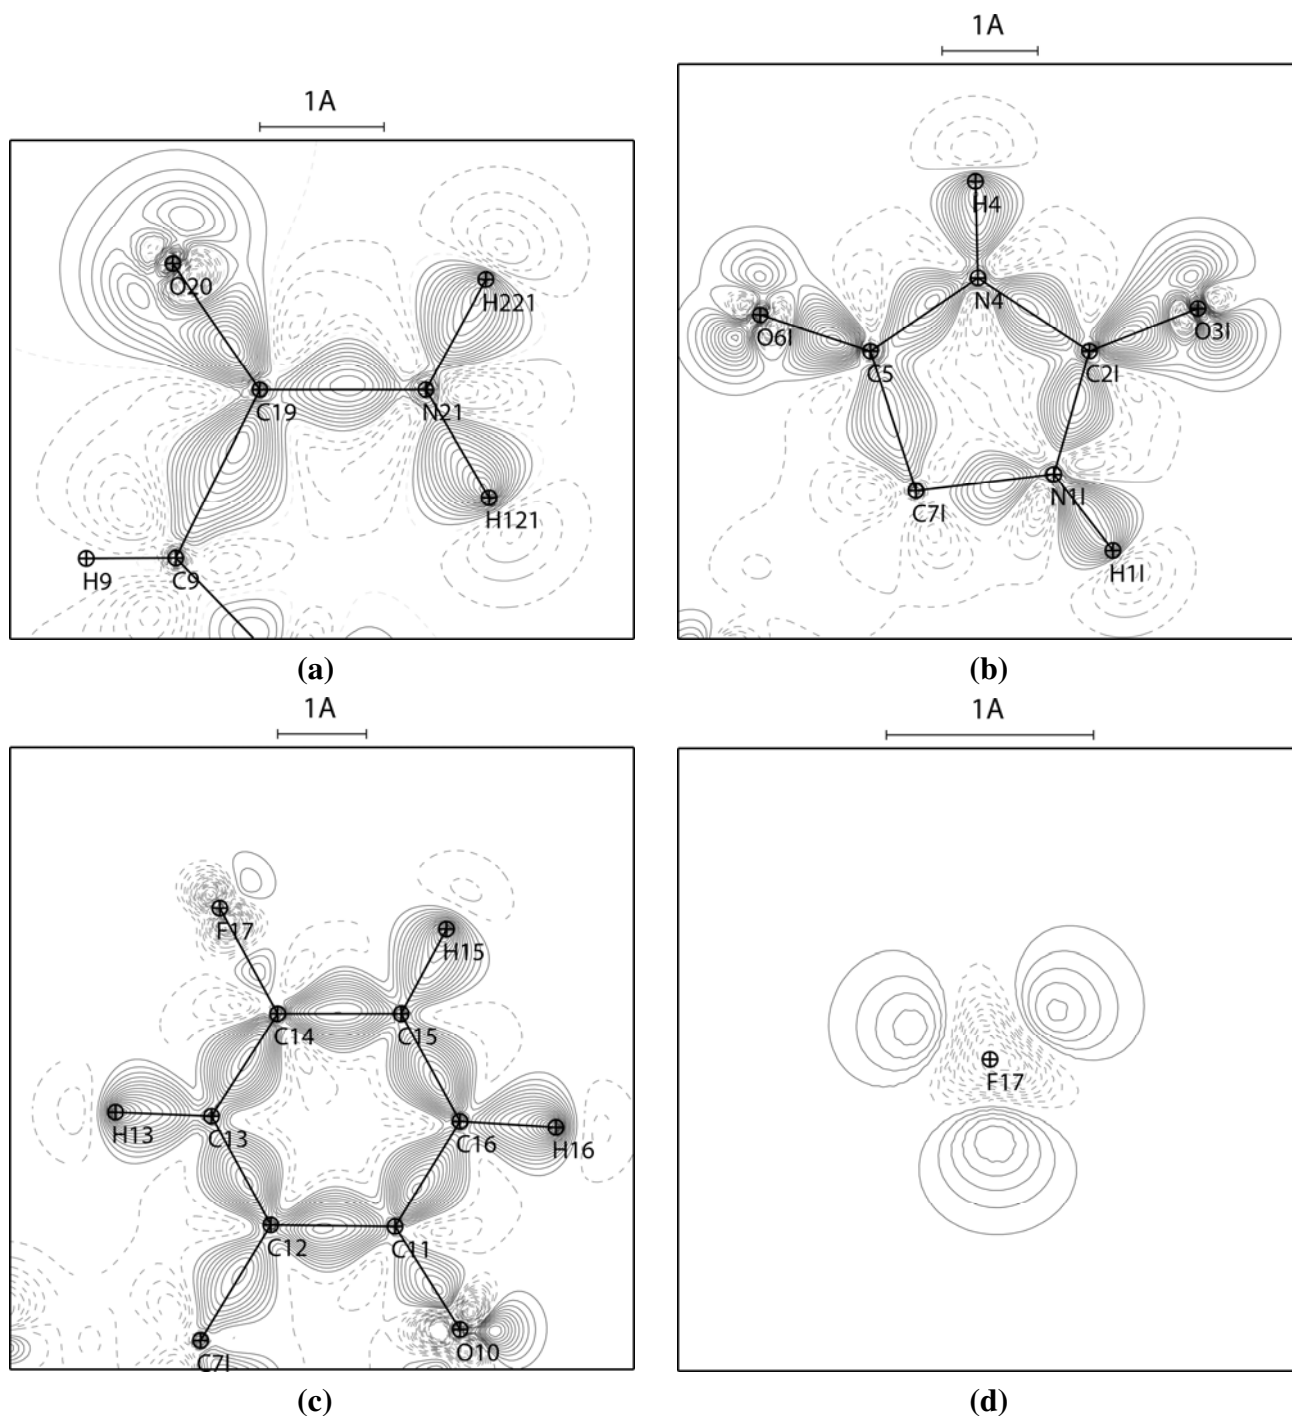 1A
O20
H221
C19
N21
H121
H9
C9
(a)
1A
H4
N4
O6I
O3I
C5
C2I
C7I
N1I
H1I
(b)
1A
F17
H15
C14
C15
H13
C13
C16
H16
C12
C11
C7I
O10
(c)
1A
F17
(d)